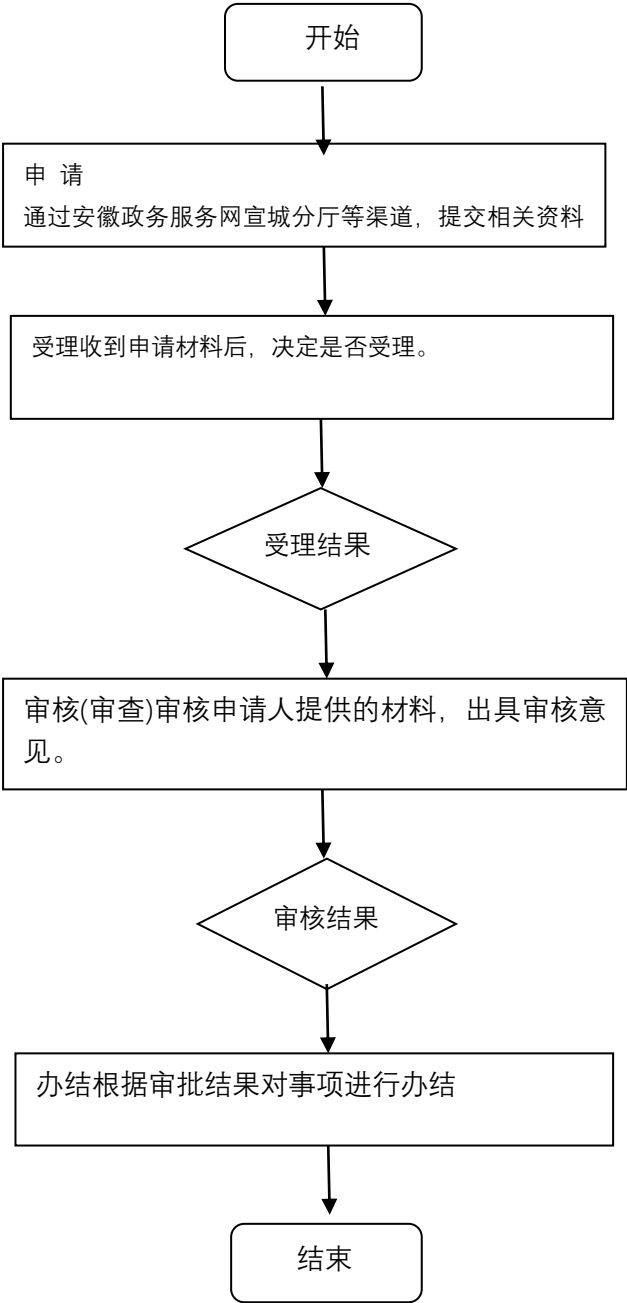 开始
申 请
通过安徽政务服务网宣城分厅等渠道，提交相关资料
受理收到申请材料后，决定是否受理。
受理结果
审核(审查)审核申请人提供的材料，出具审核意
见。
审核结果
办结根据审批结果对事项进行办结
结束